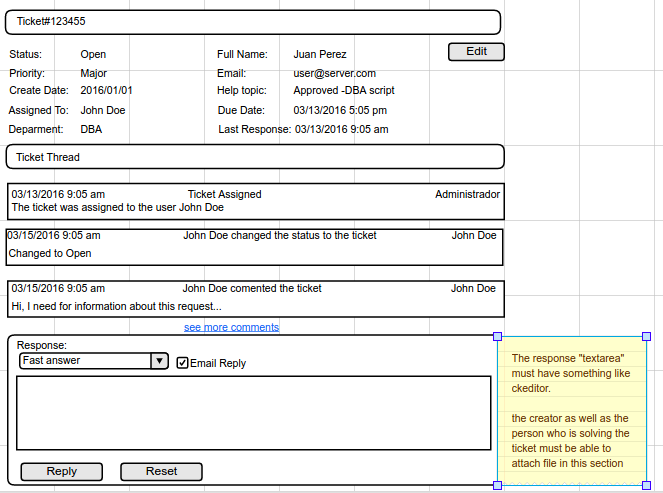 Ticket#123455
Edit
Status: Open Full Name: Juan Perez
Priority: Major Email: user@server.com
Create Date: 2016/01/01 Help topic: Approved -DBA script
Assigned To: John Doe Due Date: 03/13/2016 5:05 pm
Deparment: DBA Last Response: 03/13/2016 9:05 am
Ticket Thread
03/13/2016 9:05 am Ticket Assigned Administrador
The ticket was assigned to the user John Doe
03/15/2016 9:05 am John Doe changed the status to the ticket John Doe
Changed to Open
03/15/2016 9:05 am John Doe comented the ticket John Doe
Hi, I need for information about this request...
see more comments
Response:
Fast answer
Email Reply
Reply Reset
The response "textarea"
must have something like
ckeditor.
the creator as well as the
person who is solving the
ticket must be able to
attach file in this section